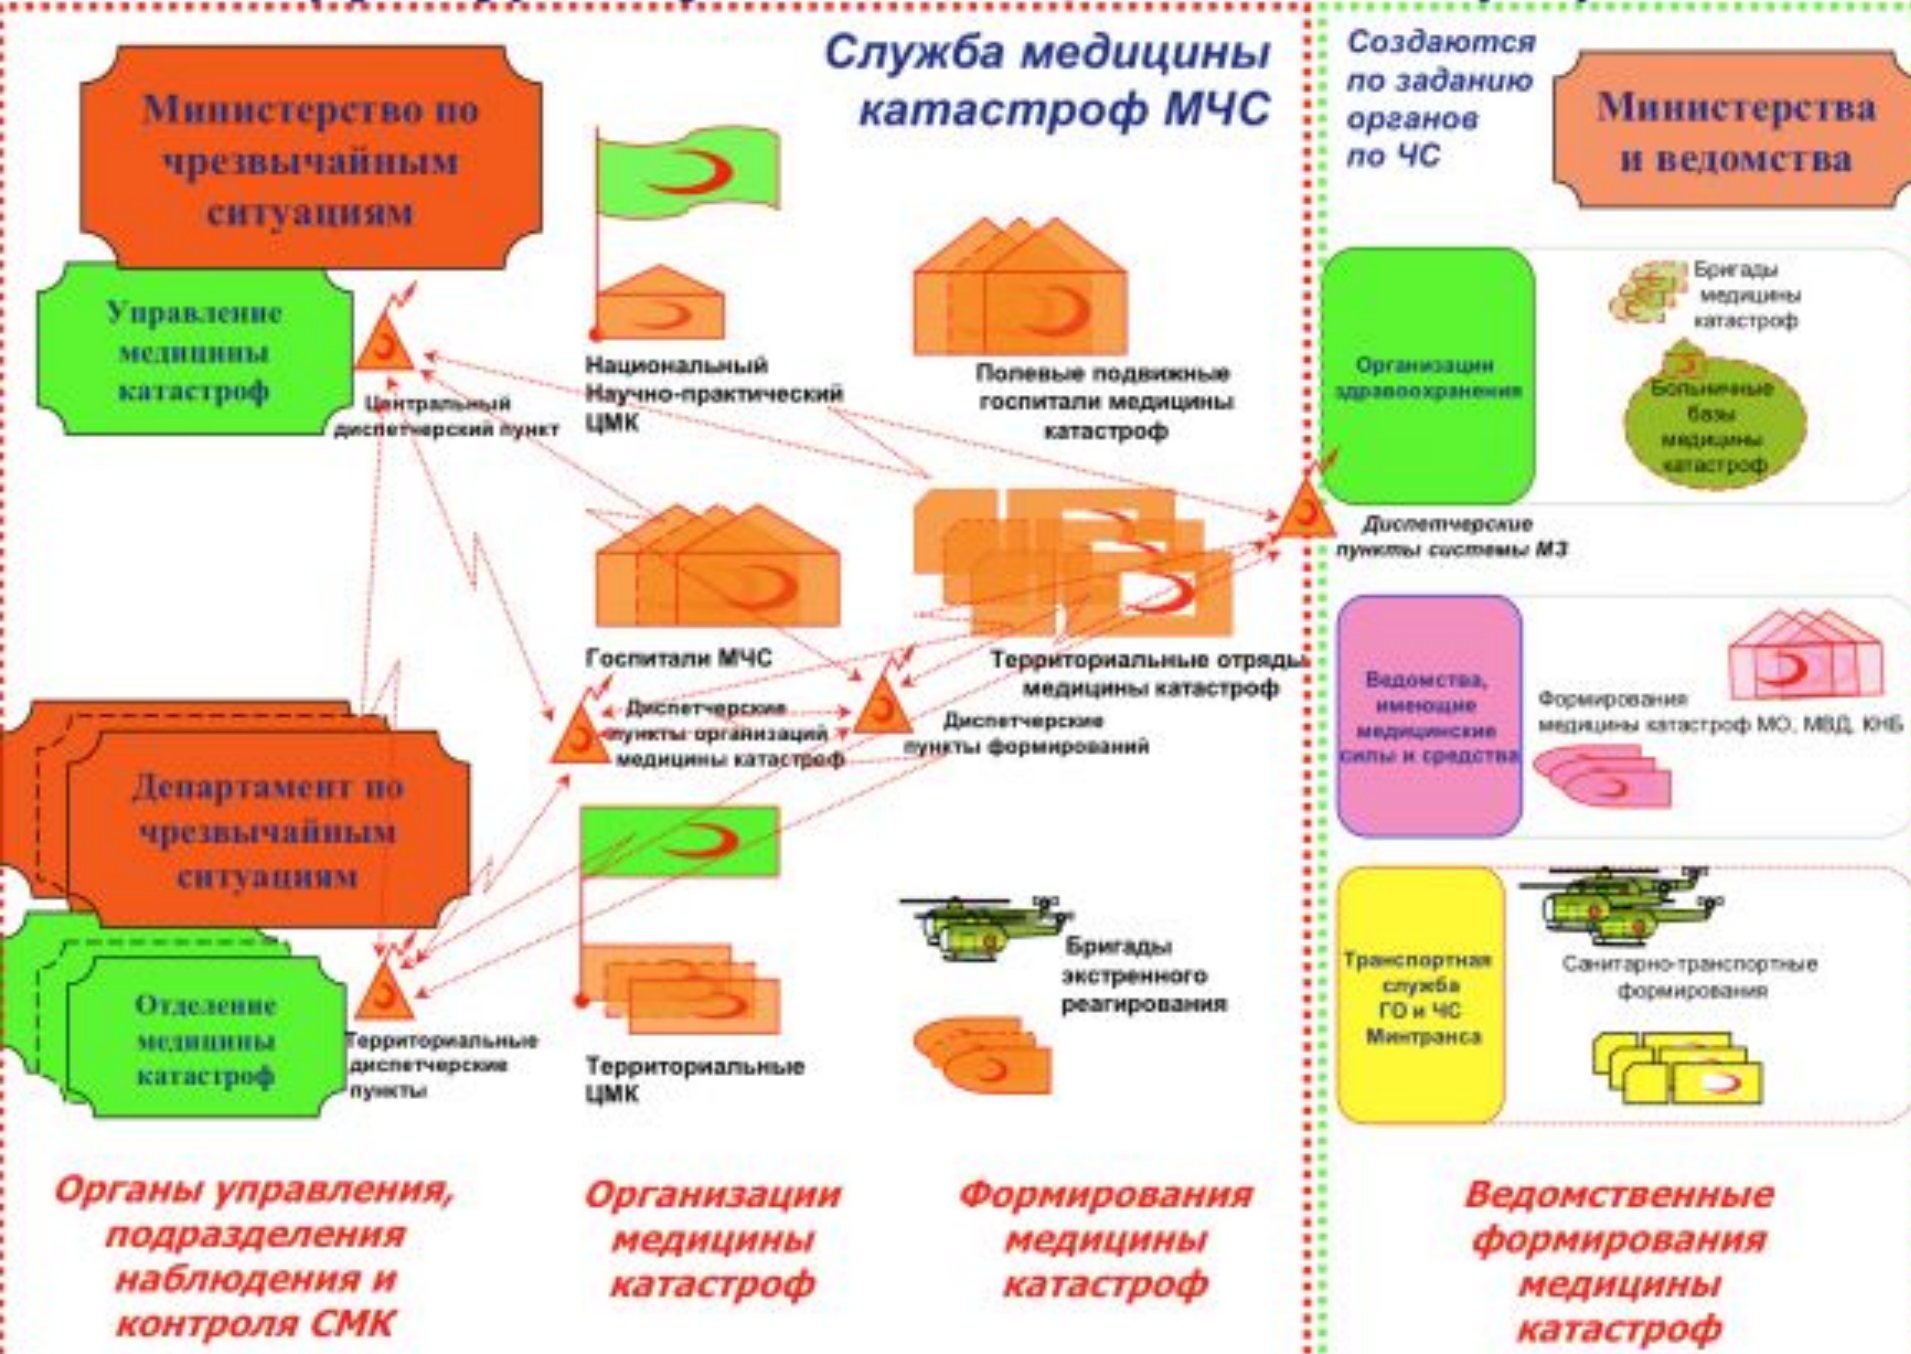 Служба медицины
катастроф МЧС
Министерство по
чрезвычайным
ситуациям
Управление
медицины
катастроф
Центральный
диспетчерский пункт
Национальный
Научно-практический
ЦМК
Полевые подвижные
госпитали медицины
катастроф
Госпитали МЧС
Территориальные отряды
медицины катастроф
Диспетчерские
пункты организаций
медицины катастроф
Диспетчерские
пункты формирований
Департамент по
чрезвычайным
ситуациям
Отделение
медицины
катастроф
Территориальные
диспетчерские
пункты
Территориальные
ЦМК
Бригады
экстренного
реагирования
Органы управления,
подразделения
наблюдения и
контроля СМК
Организации
медицины
катастроф
Формирования
медицины
катастроф
Создаются
по заданию
органов
по ЧС
Министерства
и ведомства
Организации
здравоохранения
Бригады
медицины
катастроф
Больничные
базы
медицины
катастроф
Диспетчерские
пункты системы МЗ
Ведомства,
имеющие
медицинские
силы и средства
Формирования
медицины катастроф МО, МВД, КНБ
Транспортная
служба
ГО и ЧС
Минтранса
Санитарно-транспортные
формирования
Ведомственные
формирования
медицины
катастроф